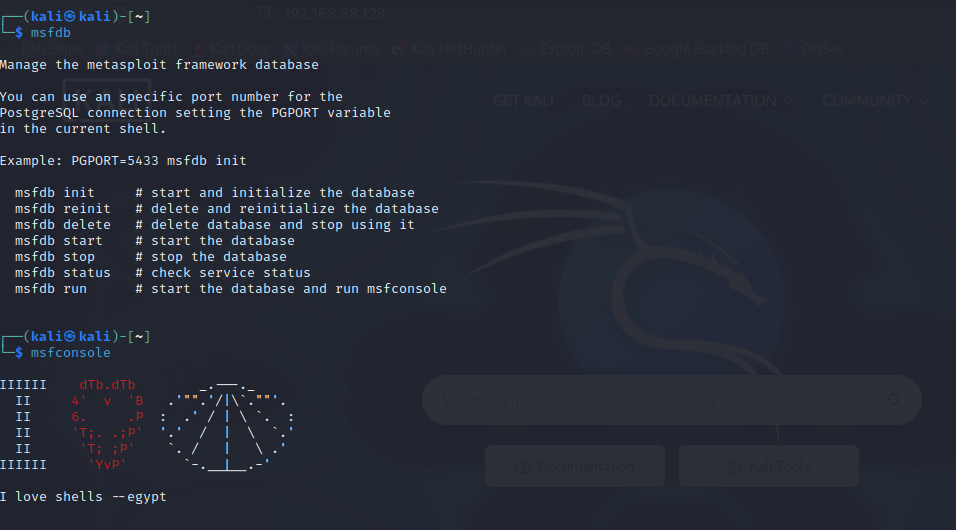 ┌──(kali㉿kali)-[~]
└─$ msfdb

Manage the metasploit framework database

You can use an specific port number for the
PostgreSQL connection setting the PGPORT variable
in the current shell.

Example: PGPORT=5433 msfdb init

  msfdb init     # start and initialize the database
  msfdb reinit   # delete and reinitialize the database
  msfdb delete   # delete database and stop using it
  msfdb start    # start the database
  msfdb stop     # stop the database
  msfdb status   # check service status
  msfdb run      # start the database and run msfconsole

┌──(kali㉿kali)-[~]
└─$ msfconsole

IIIIII    dTb.dTb        _.---._
  II     4'  v  'B   .'"".'/|\`.""'.
  II     6.     .P  :  .' / | \ `.  :
  II     'T;. .;P'  '.'  /  |  \  `.'
  II      'T; ;P'    `. /   |   \ .'
IIIIII     'YvP'       `-.__|__.-'

I love shells --egypt
192.168.68.128
Kali Linux
Kali Tools
Kali Docs
Kali Forums
Kali NetHunter
Exploit-DB
Google Hacking DB
OffSec
KALI
GET KALI
BLOG
DOCUMENTATION
COMMUNITY
Want to know more about Kali? Search for it here
Documentation
Kali Tools